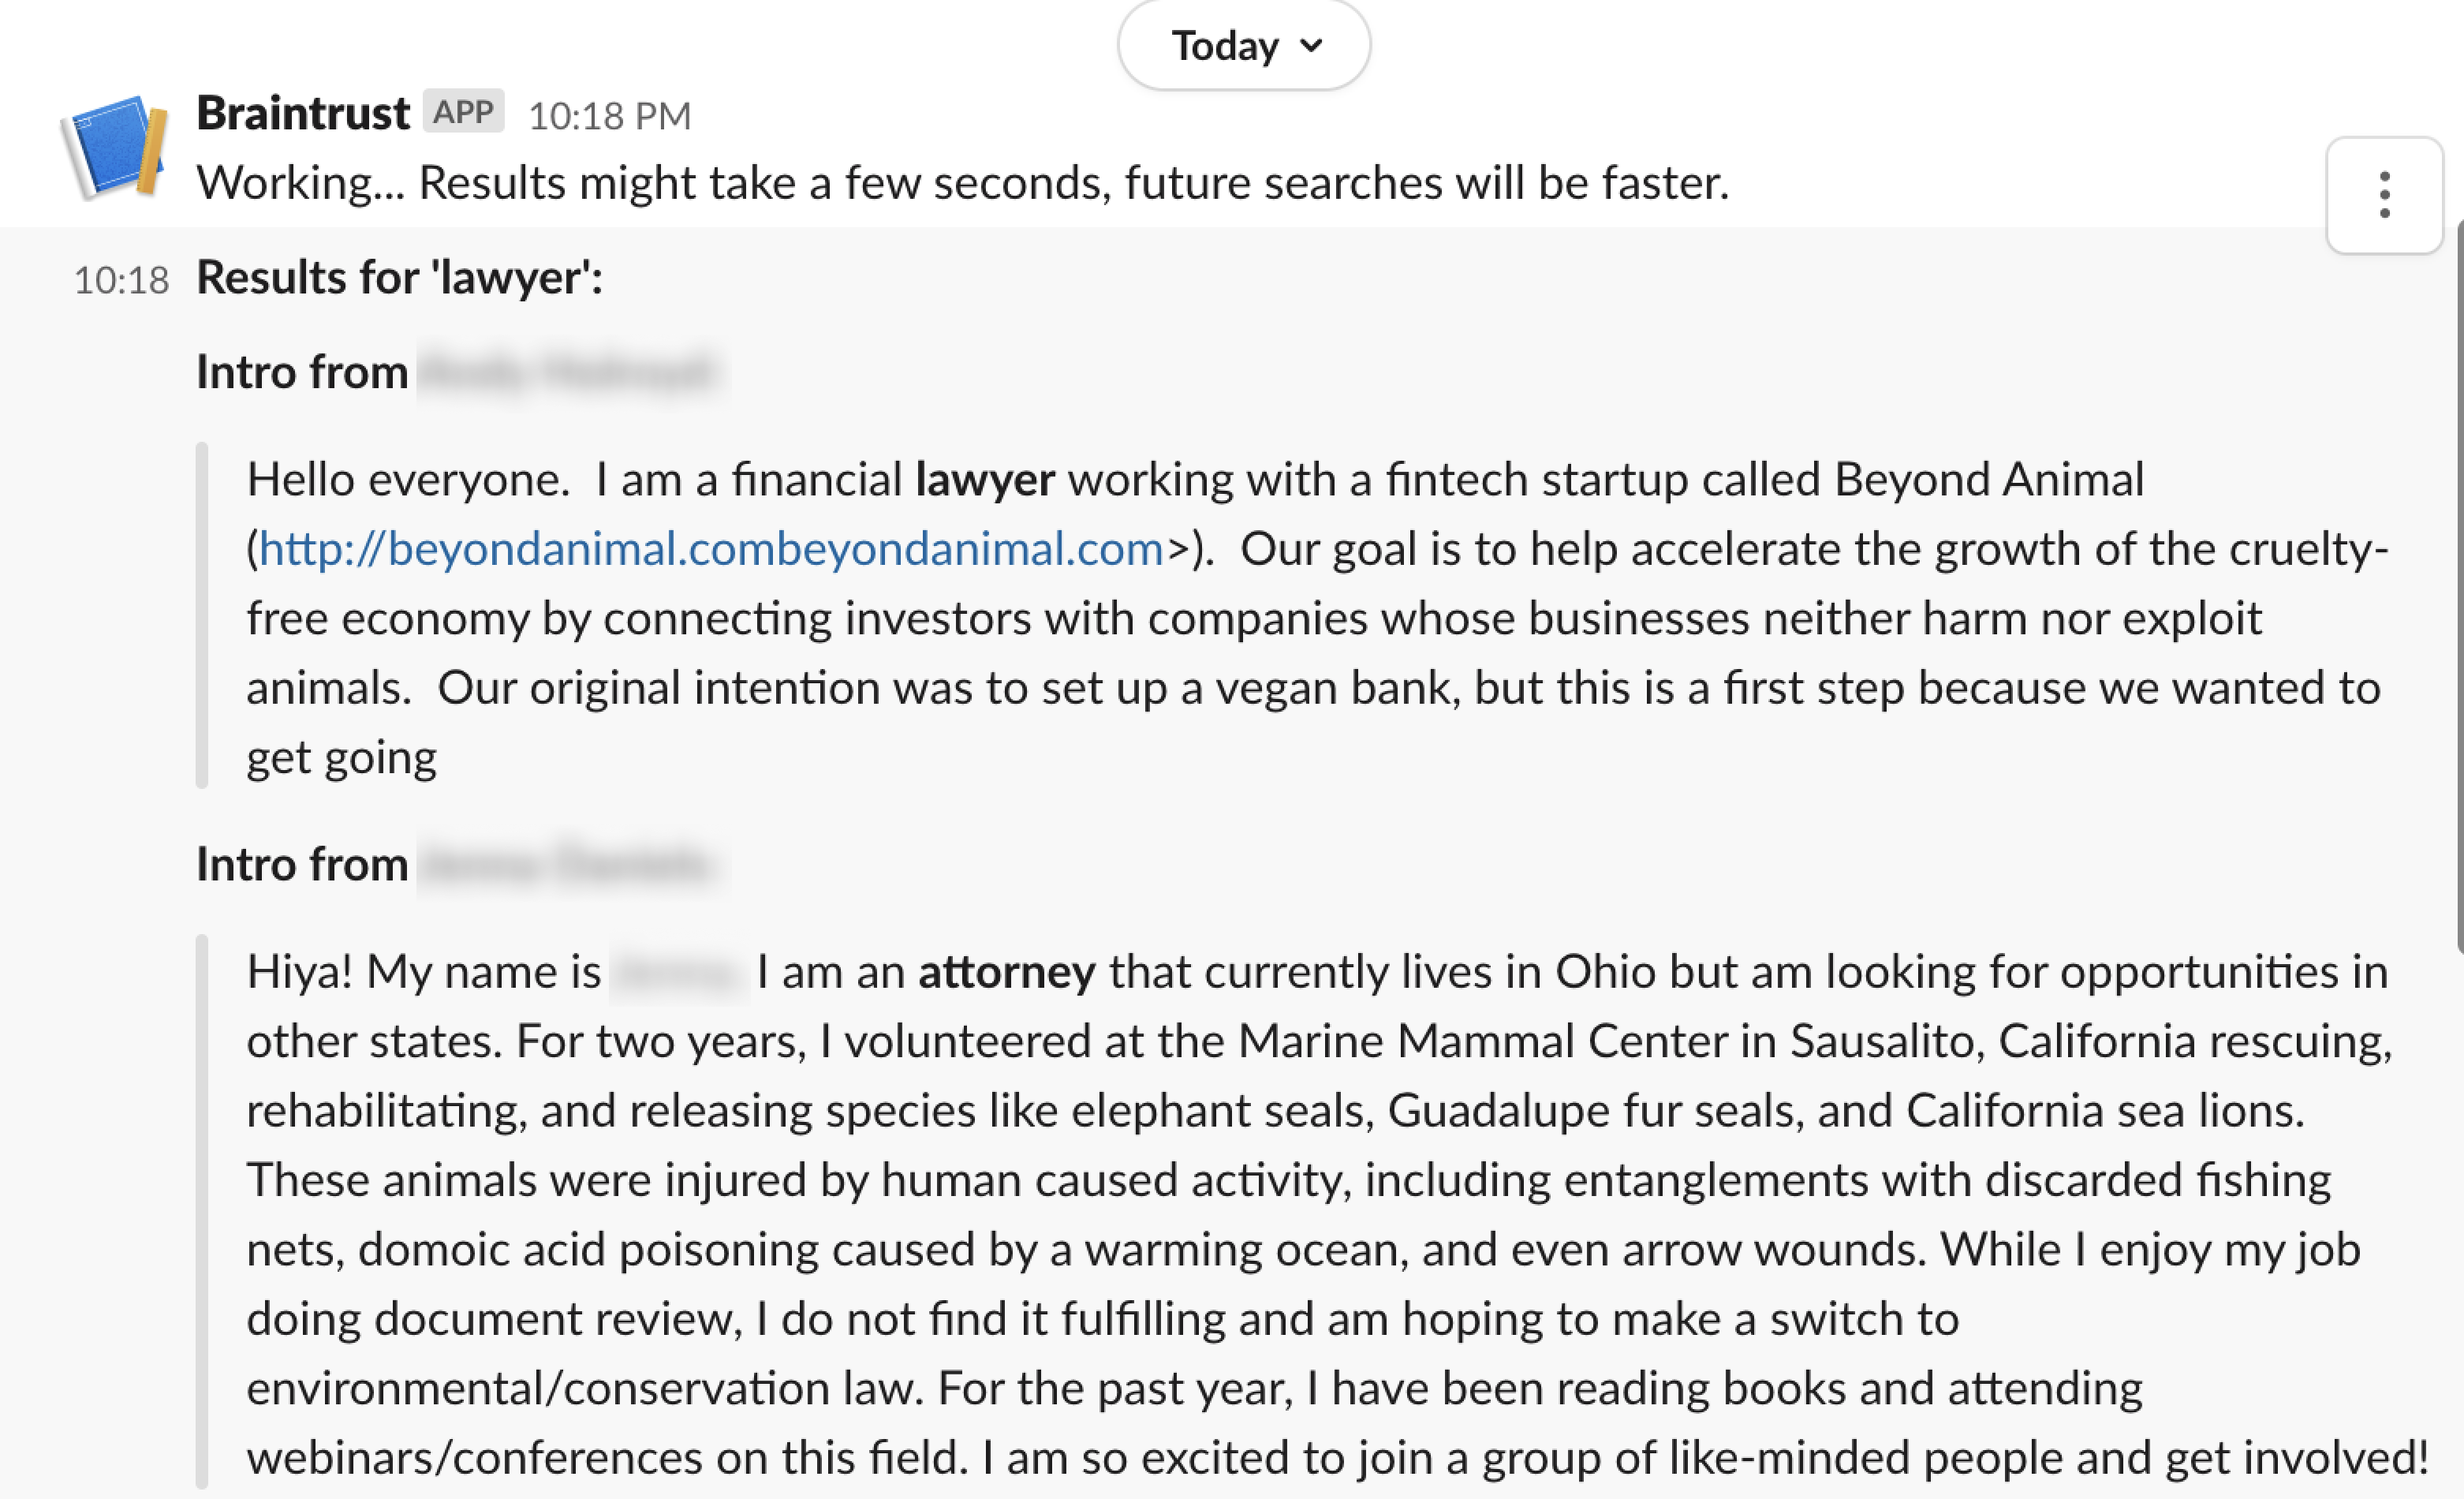 Today
Braintrust APP 10:18 PM
Working... Results might take a few seconds, future searches will be faster.
10:18 Results for 'lawyer':
Intro from
Hello everyone.  I am a financial lawyer working with a fintech startup called Beyond Animal
(http://beyondanimal.combeyondanimal.com>).  Our goal is to help accelerate the growth of the cruelty-
free economy by connecting investors with companies whose businesses neither harm nor exploit
animals.  Our original intention was to set up a vegan bank, but this is a first step because we wanted to
get going
Intro from
Hiya! My name is I am an attorney that currently lives in Ohio but am looking for opportunities in
other states. For two years, I volunteered at the Marine Mammal Center in Sausalito, California rescuing,
rehabilitating, and releasing species like elephant seals, Guadalupe fur seals, and California sea lions.
These animals were injured by human caused activity, including entanglements with discarded fishing
nets, domoic acid poisoning caused by a warming ocean, and even arrow wounds. While I enjoy my job
doing document review, I do not find it fulfilling and am hoping to make a switch to
environmental/conservation law. For the past year, I have been reading books and attending
webinars/conferences on this field. I am so excited to join a group of like-minded people and get involved!